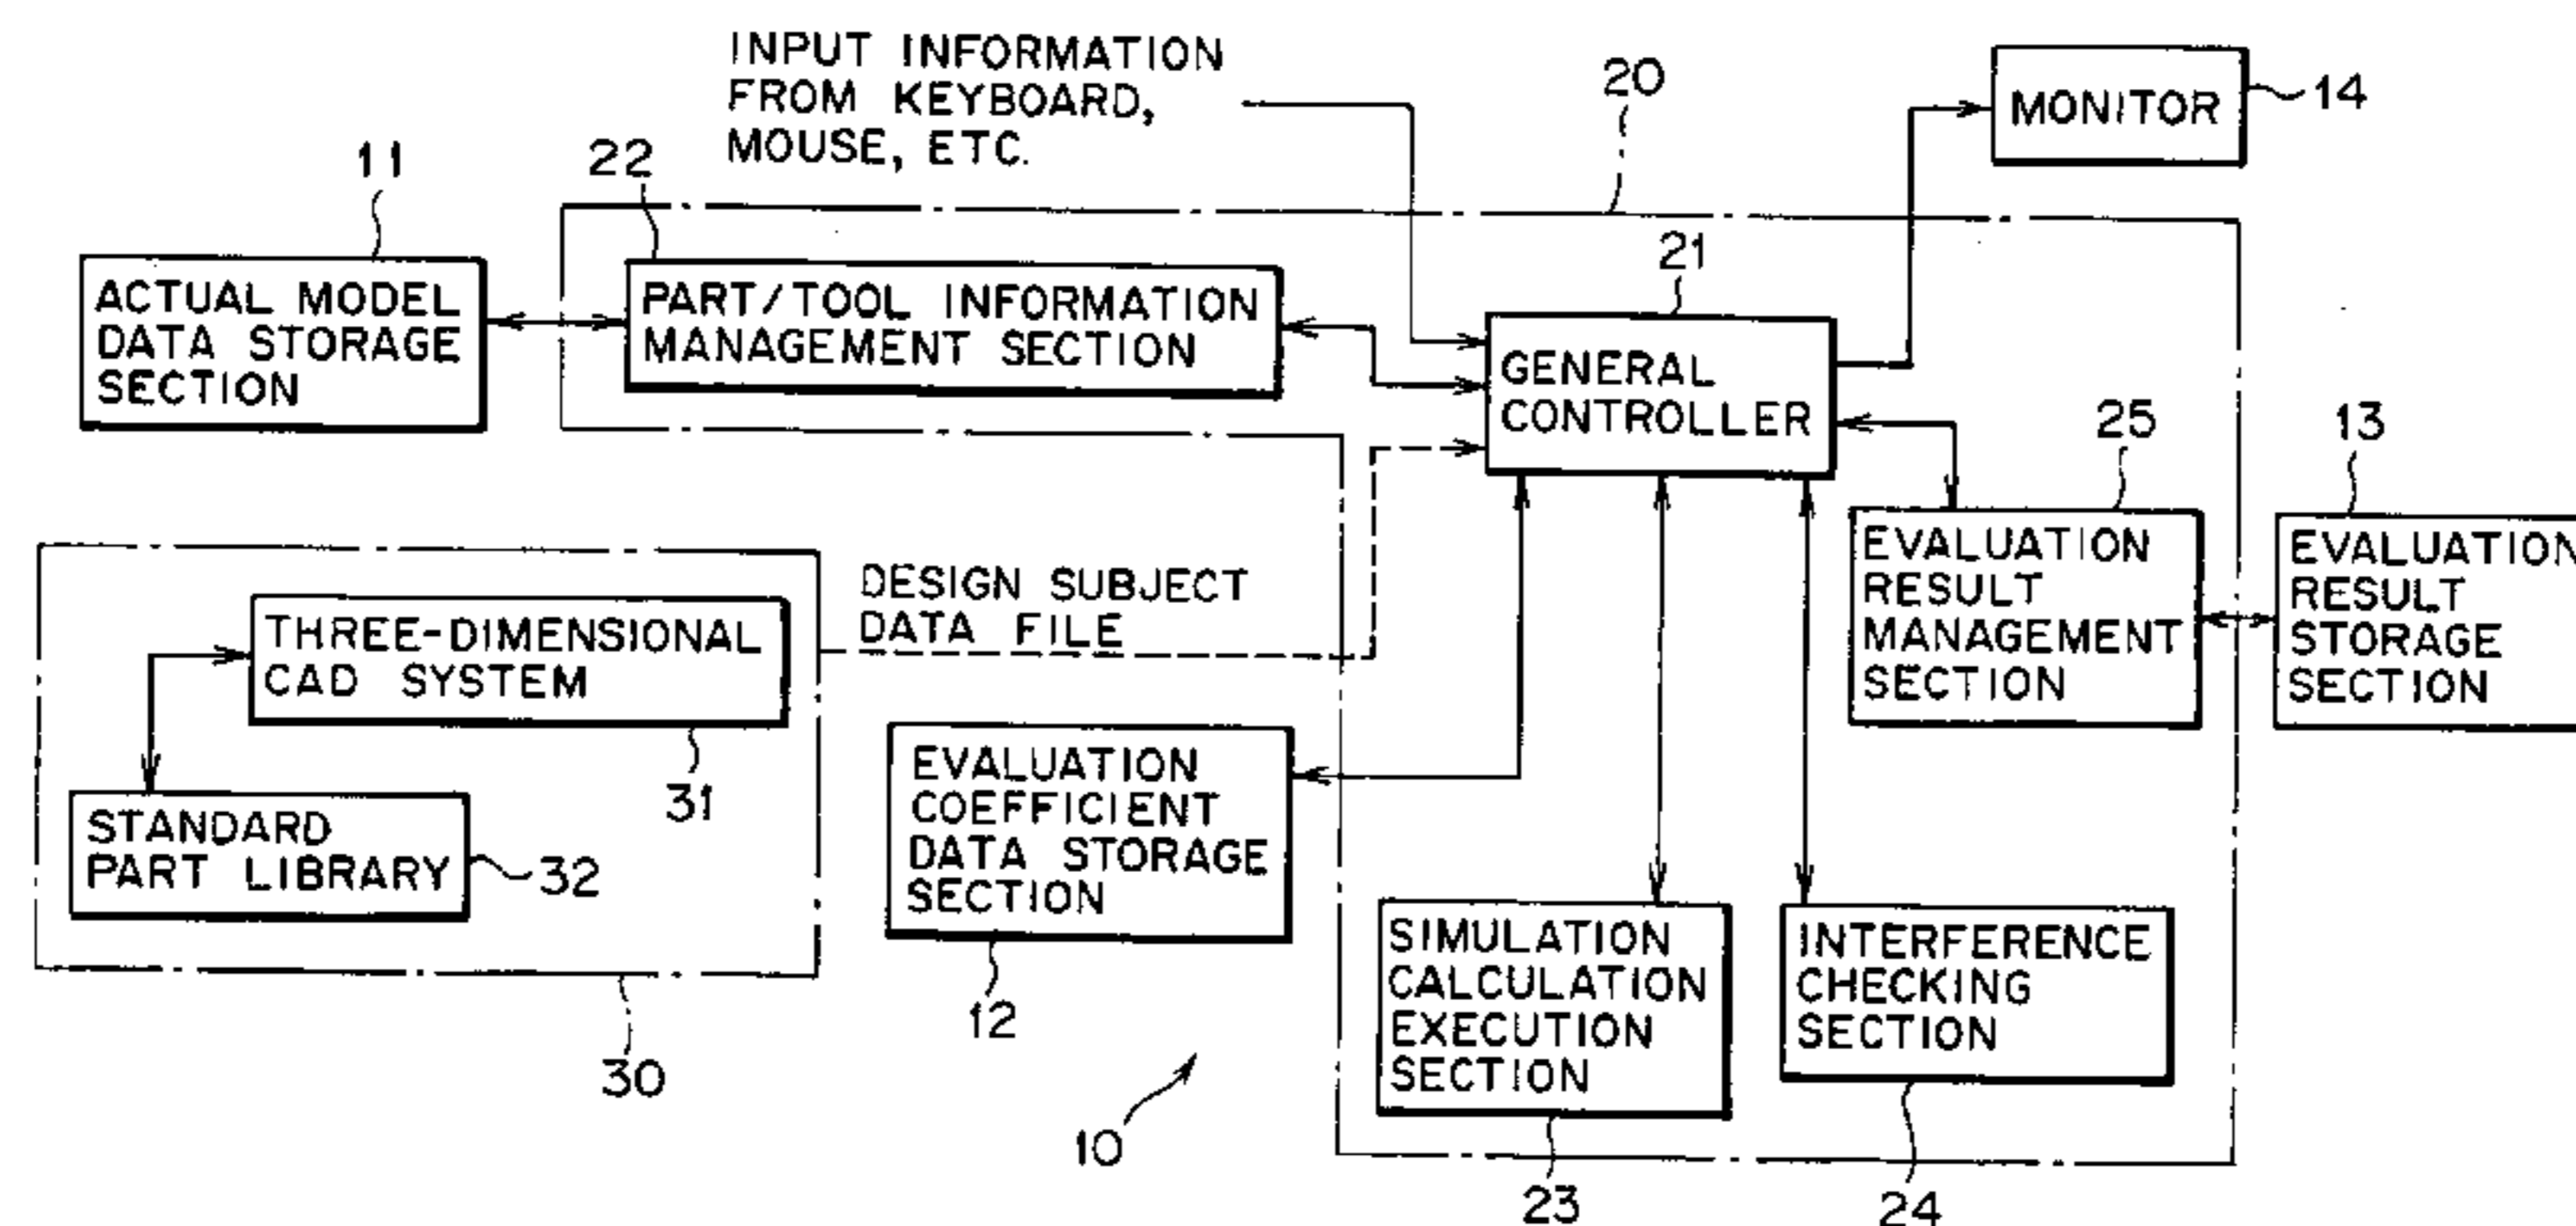 INPUT INFORMATION
FROM KEYBOARD,
MOUSE, ETC.
20
MONITOR
14
11
22
21
ACTUAL MODEL
DATA STORAGE
SECTION
PART/TOOL INFORMATION
MANAGEMENT SECTION
GENERAL
CONTROLLER
25
13
DESIGN SUBJECT
DATA FILE
EVALUATION
RESULT
MANAGEMENT
SECTION
EVALUATION
RESULT
STORAGE
SECTION
THREE-DIMENSIONAL
CAD SYSTEM
31
STANDARD
PART LIBRARY
32
30
EVALUATION
COEFFICIENT
DATA STORAGE
SECTION
12
10
SIMULATION
CALCULATION
EXECUTION
SECTION
23
INTERFERENCE
CHECKING
SECTION
24